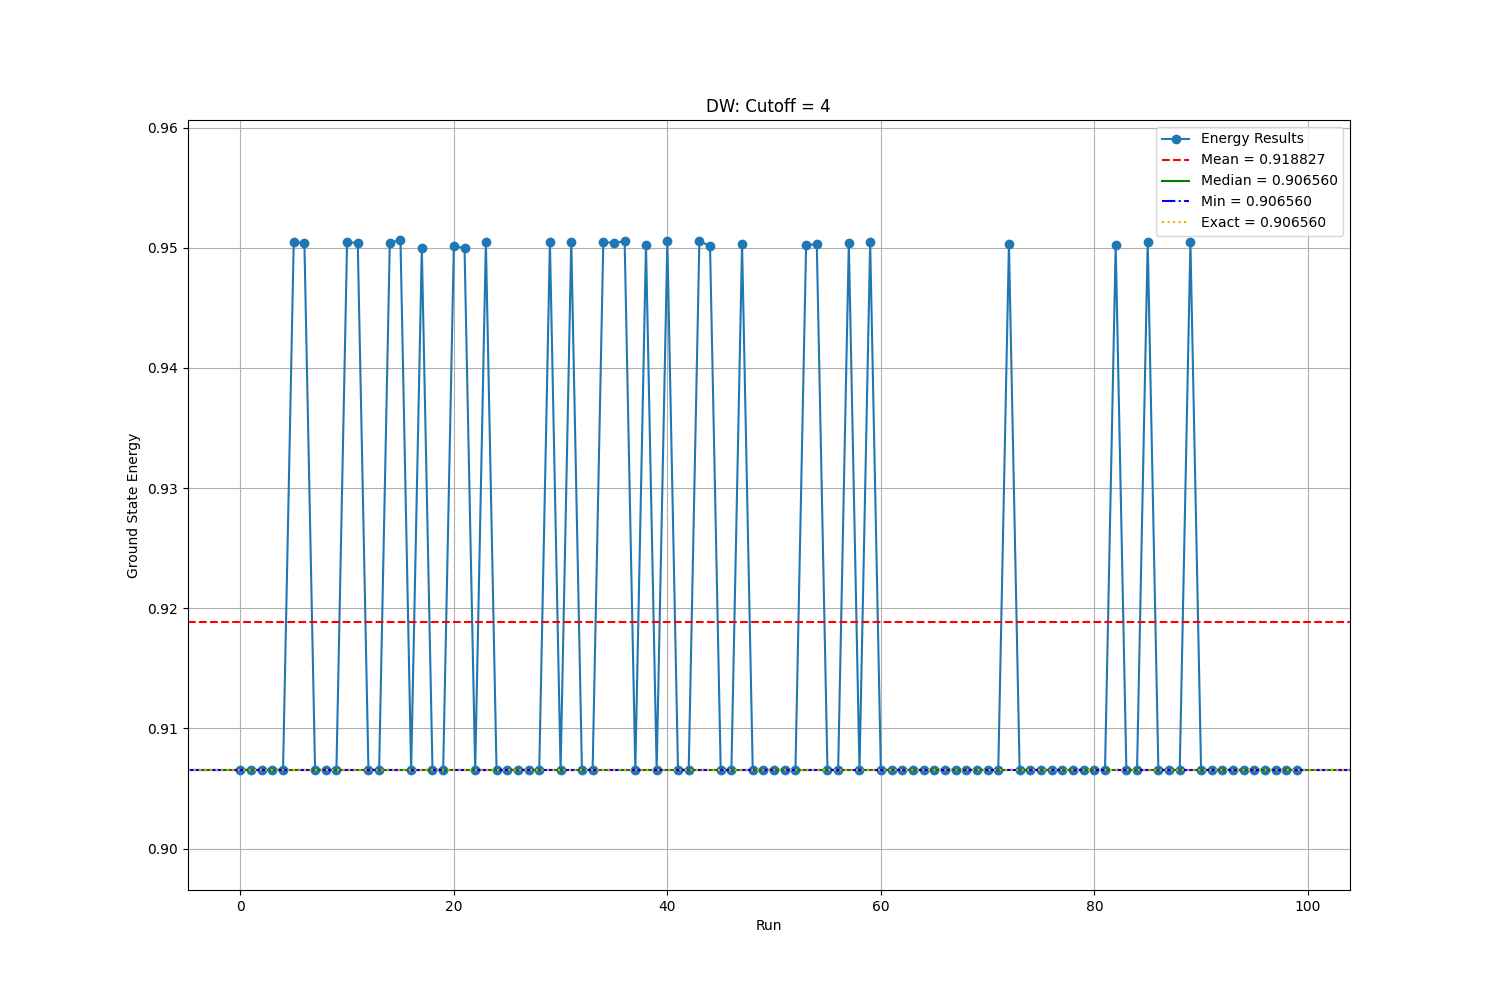 DW: Cutoff = 4
Energy Results
Mean = 0.918827
Median = 0.906560
Min = 0.906560
Exact = 0.906560
0.96
0.95
0.94
0.93
0.92
0.91
0.90
Ground State Energy
0 20 40 60 80 100
Run